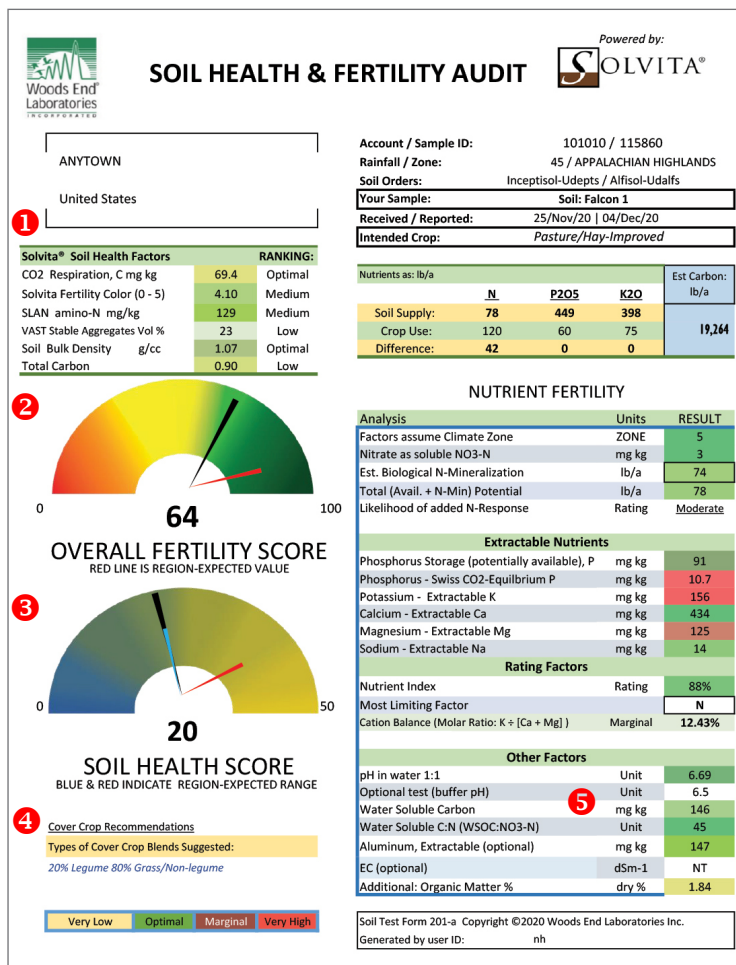 Woods End®
Laboratories
INCORPORATED
SOIL HEALTH & FERTILITY AUDIT
Powered by:
SOLVITA®
ANYTOWN
United States
Account / Sample ID: 101010 / 115860
Rainfall / Zone: 45 / APPALACHIAN HIGHLANDS
Soil Orders: Inceptisol-Udepts / Alfisol-Udalfs
Your Sample: Soil: Falcon 1
Received / Reported: 25/Nov/20 | 04/Dec/20
Intended Crop: Pasture/Hay-Improved
1
Solvita® Soil Health Factors RANKING:
CO2 Respiration, C mg kg 69.4 Optimal
Solvita Fertility Color (0 - 5) 4.10 Medium
SLAN amino-N mg/kg 129 Medium
VAST Stable Aggregates Vol % 23 Low
Soil Bulk Density g/cc 1.07 Optimal
Total Carbon 0.90 Low
Nutrients as: lb/a Est Carbon:
N P2O5 K2O lb/a
Soil Supply: 78 449 398
Crop Use: 120 60 75 19,264
Difference: 42 0 0
2
0 100
64
OVERALL FERTILITY SCORE
RED LINE IS REGION-EXPECTED VALUE
3
0 50
20
SOIL HEALTH SCORE
BLUE & RED INDICATE REGION-EXPECTED RANGE
4
Cover Crop Recommendations
Types of Cover Crop Blends Suggested:
20% Legume 80% Grass/Non-legume
Very Low Optimal Marginal Very High
NUTRIENT FERTILITY
Analysis Units RESULT
Factors assume Climate Zone ZONE 5
Nitrate as soluble NO3-N mg kg 3
Est. Biological N-Mineralization lb/a 74
Total (Avail. + N-Min) Potential lb/a 78
Likelihood of added N-Response Rating Moderate
Extractable Nutrients
Phosphorus Storage (potentially available), P mg kg 91
Phosphorus - Swiss CO2-Equilbrium P mg kg 10.7
Potassium - Extractable K mg kg 156
Calcium - Extractable Ca mg kg 434
Magnesium - Extractable Mg mg kg 125
Sodium - Extractable Na mg kg 14
Rating Factors
Nutrient Index Rating 88%
Most Limiting Factor N
Cation Balance (Molar Ratio: K ÷ [Ca + Mg] ) Marginal 12.43%
Other Factors
pH in water 1:1 Unit 6.69
Optional test (buffer pH) Unit 6.5
5
Water Soluble Carbon mg kg 146
Water Soluble C:N (WSOC:NO3-N) Unit 45
Aluminum, Extractable (optional) mg kg 147
EC (optional) dSm-1 NT
Additional: Organic Matter % dry % 1.84
Soil Test Form 201-a Copyright ©2020 Woods End Laboratories Inc.
Generated by user ID: nh